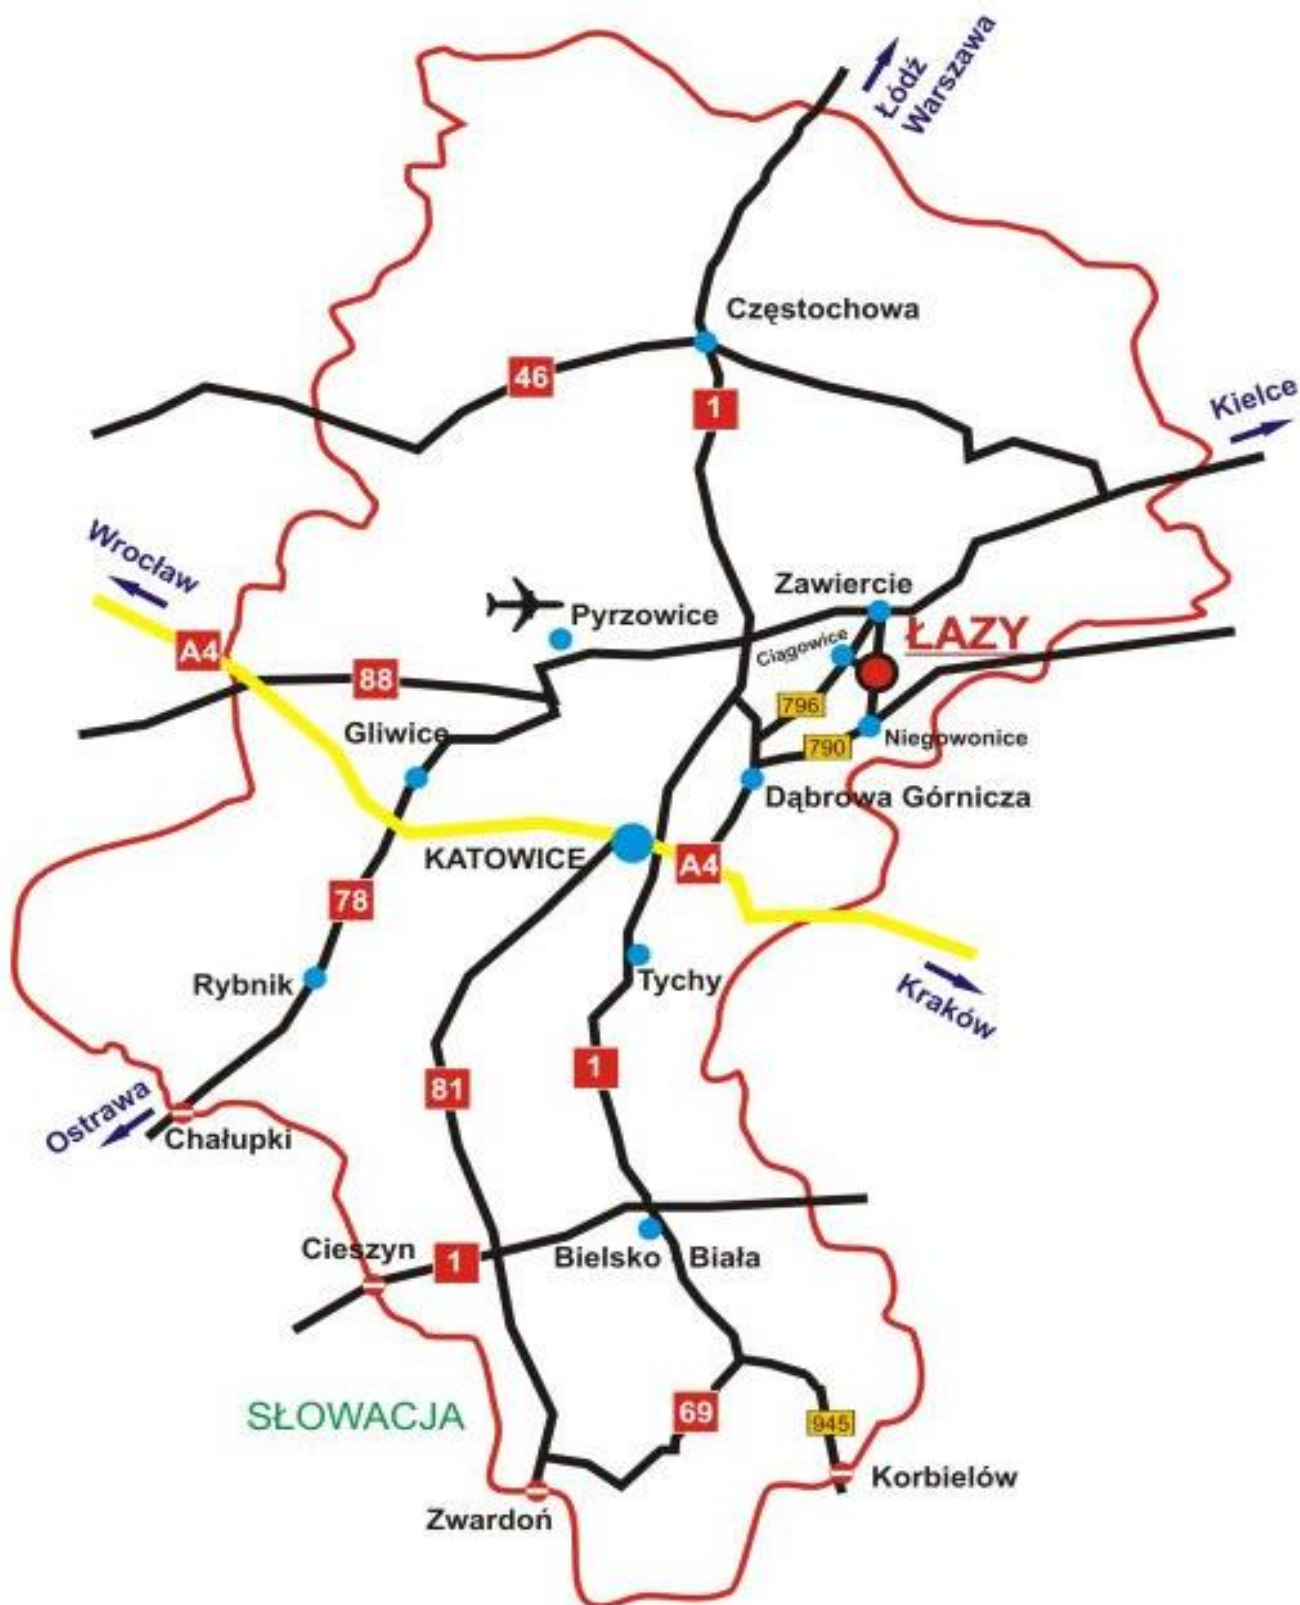 Łódź
Warszawa
Częstochowa
46
1
Kielce
Wrocław
Zawiercie
Pyrzowice
ŁAZY
Ciągowice
A4
88
796
Gliwice
790
Niegowonice
Dąbrowa Górnicza
KATOWICE
A4
78
Rybnik
Tychy
Kraków
1
81
Ostrawa
Chałupki
Cieszyn
1
Bielsko Biała
SŁOWACJA
69
945
Korbielów
Zwardoń